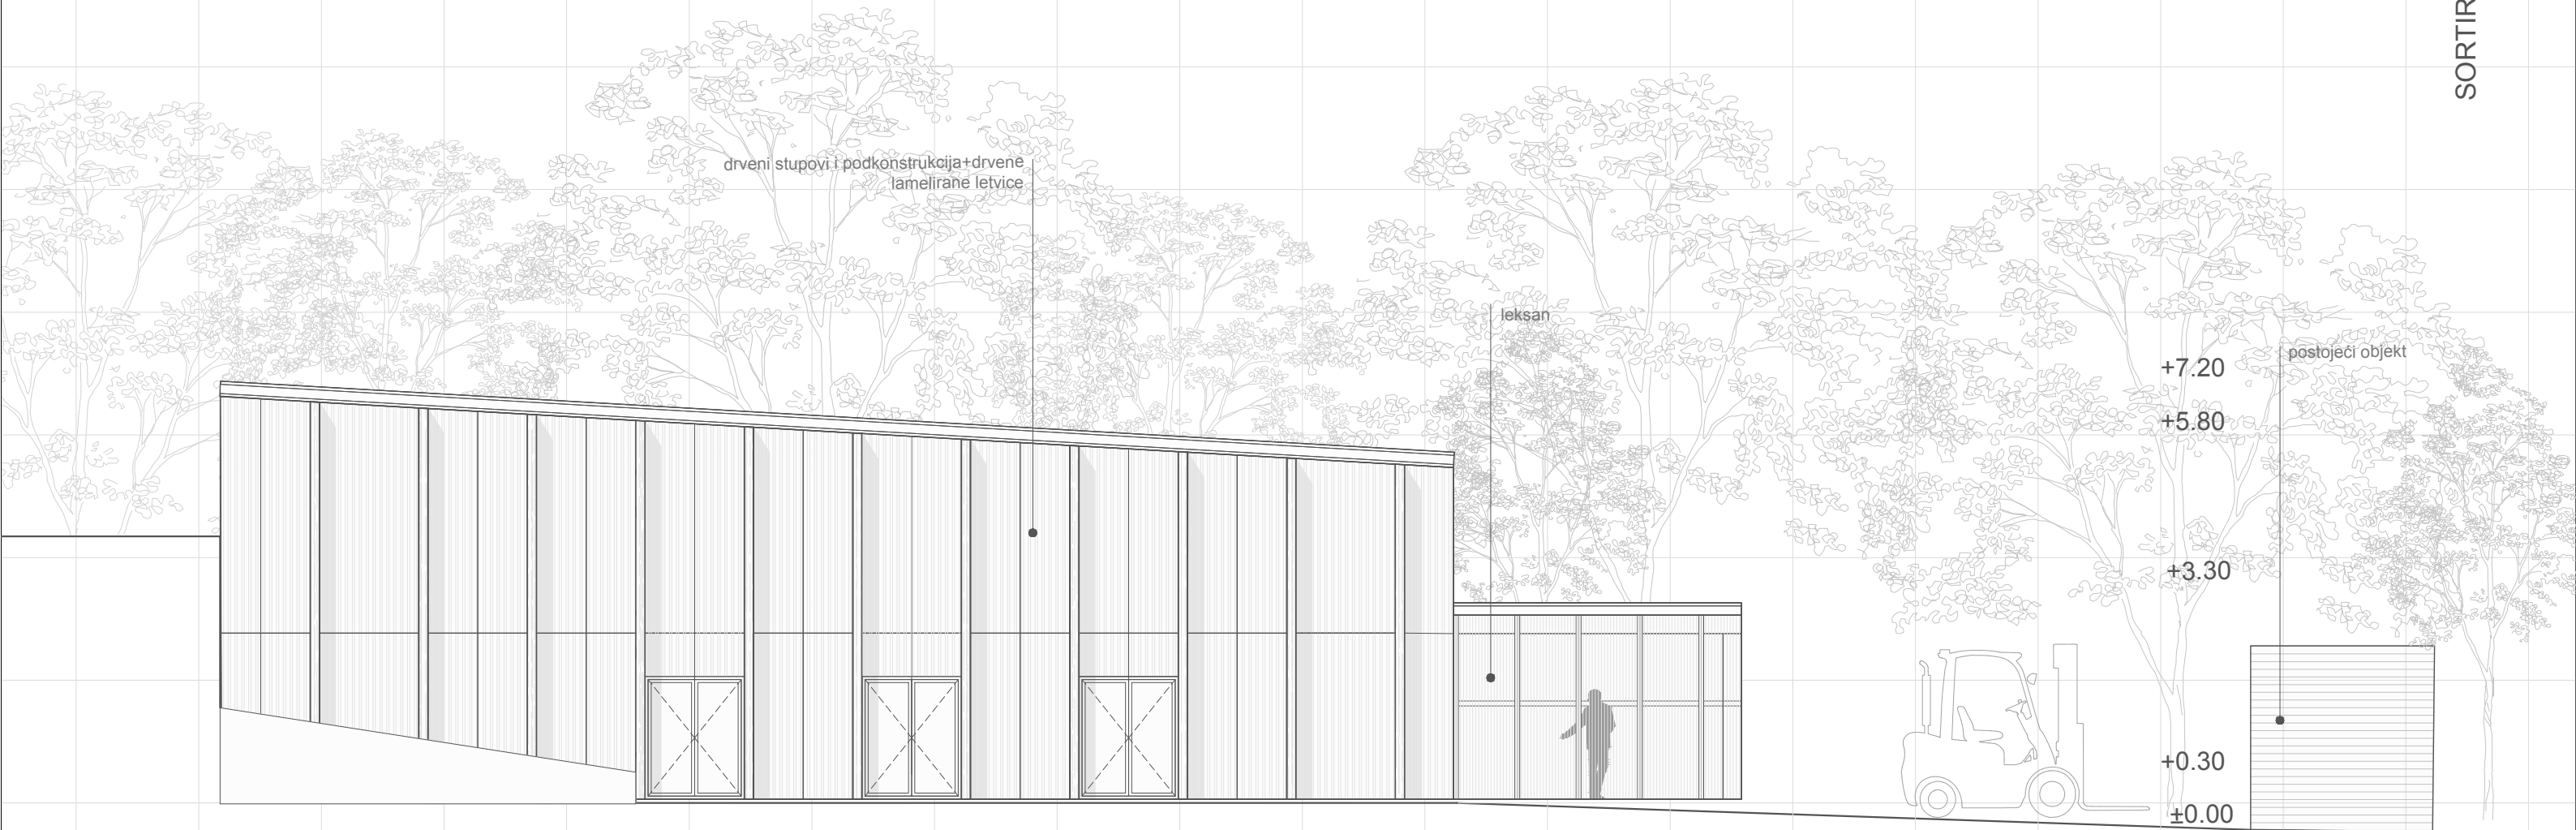 SORTIR
drveni stupovi i podkonstrukcija+drvene
lamelirane letvice
leksan
postojeći objekt
+7.20
+5.80
+3.30
+0.30
±0.00